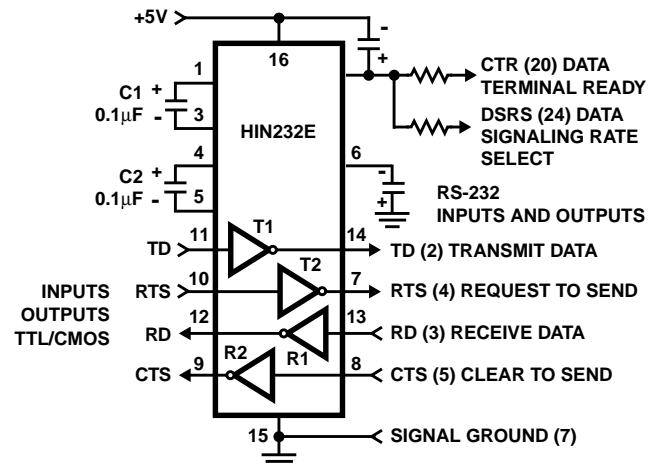 +5V
-
+
16
1
C1
+
0.1μF
-
3
HIN232E
CTR (20) DATA
TERMINAL READY
DSRS (24) DATA
SIGNALING RATE
SELECT
4
C2
+
0.1μF
-
5
6
-
+
RS-232
INPUTS AND OUTPUTS
TD
11
T1
14
TD (2) TRANSMIT DATA
INPUTS
OUTPUTS
TTL/CMOS
RTS
10
T2
7
RTS (4) REQUEST TO SEND
RD
12
R1
13
RD (3) RECEIVE DATA
CTS
9
R2
8
CTS (5) CLEAR TO SEND
15
SIGNAL GROUND (7)